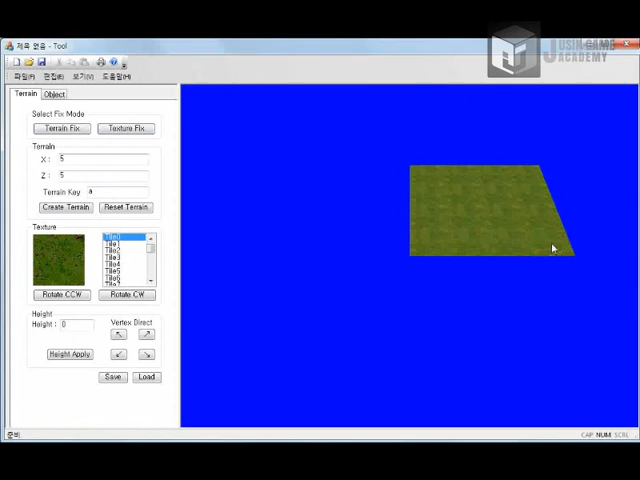 JUSIN GAME
ACADEMY
제목 없음 - Tool
파일(F) 편집(E) 보기(V) 도움말(H)
Terrain Object
Select Fix Mode
Terrain Fix Texture Fix
Terrain
X : 5
Z : 5
Terrain Key a
Create Terrain Reset Terrain
Texture
Tile0
Tile1
Tile2
Tile3
Tile4
Tile5
Tile6
Tile7
Rotate CCW Rotate CW
Height
Height : 0 Vertex Direct
Height Apply
Save Load
준비 CAP NUM SCRL